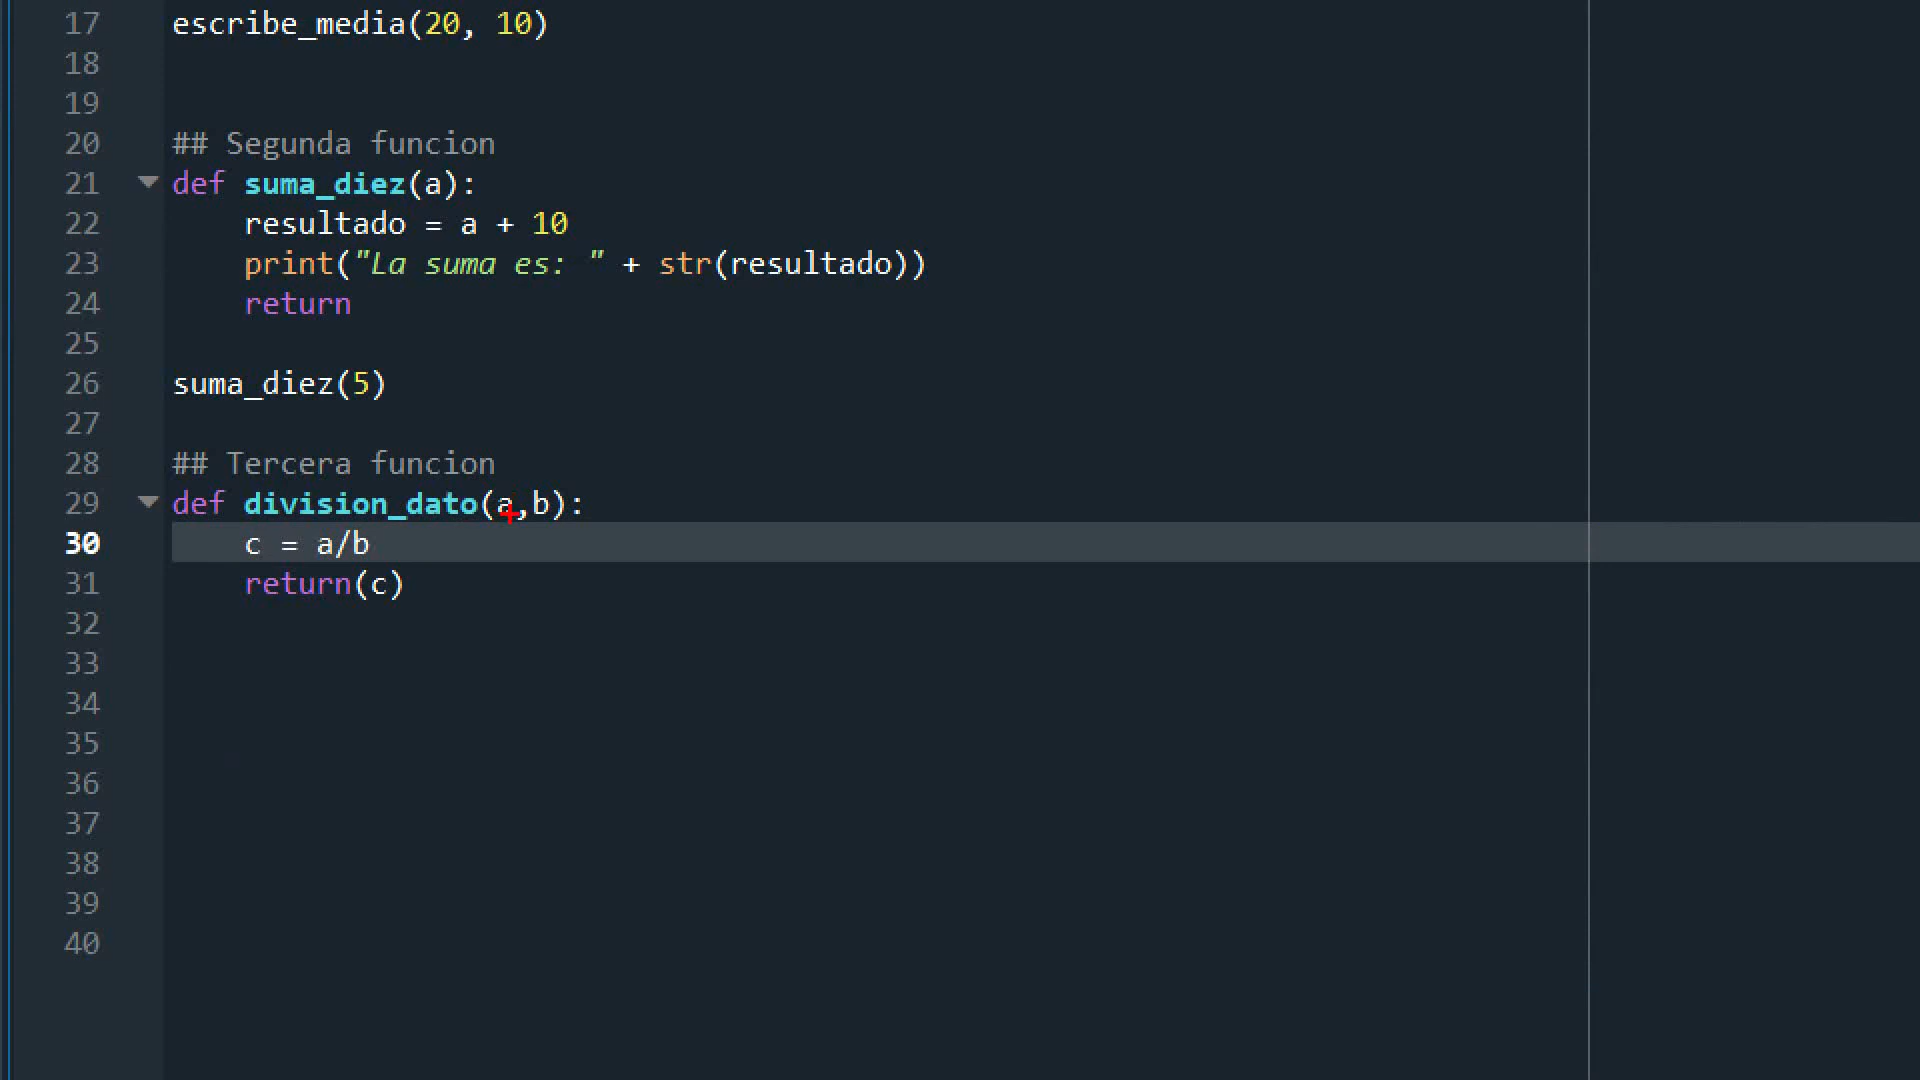 17 escribe_media(20, 10)
18
19
20 ## Segunda funcion
21 def suma_diez(a):
22     resultado = a + 10
23     print("La suma es: " + str(resultado))
24     return
25
26 suma_diez(5)
27
28 ## Tercera funcion
29 def division_dato(a,b):
30     c = a/b
31     return(c)
32
33
34
35
36
37
38
39
40